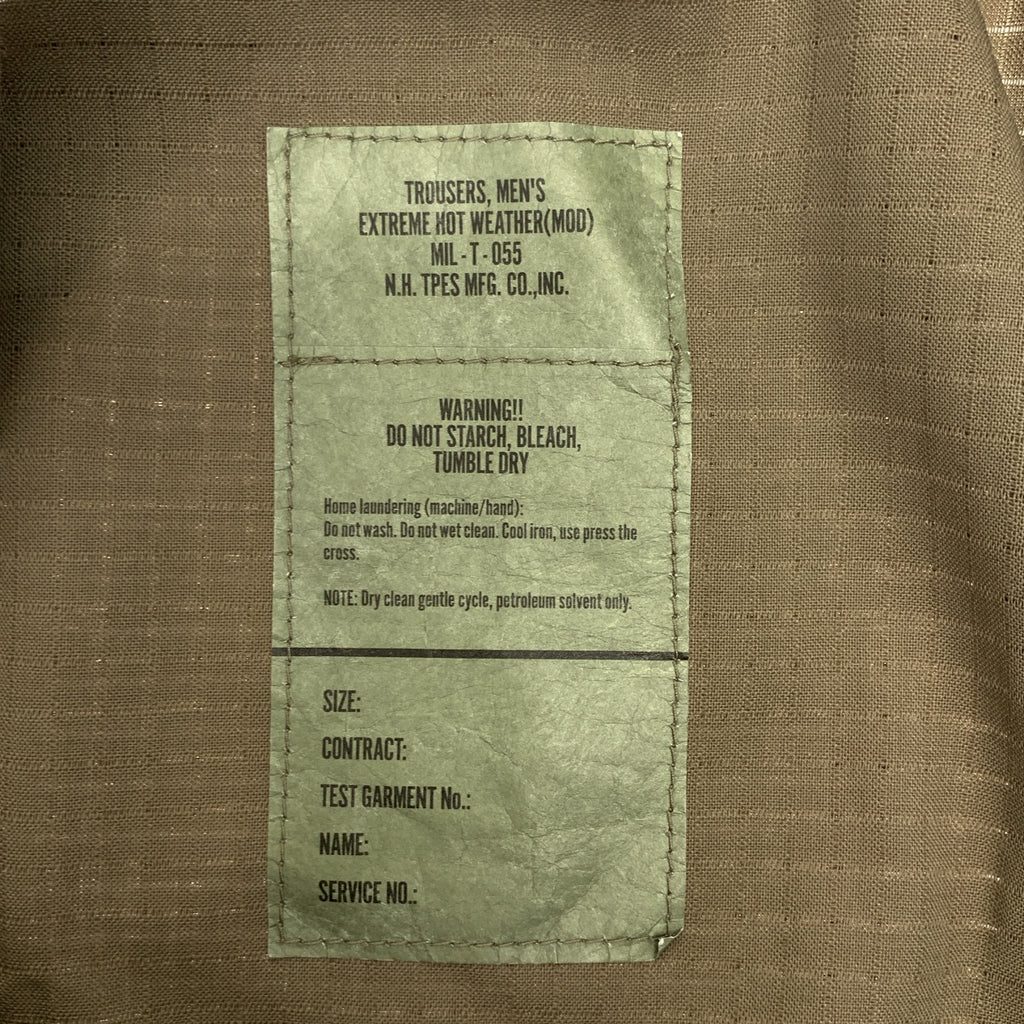 TROUSERS, MEN'S
EXTREME HOT WEATHER(MOD)
MIL - T - 055
N.H. TPES MFG. CO.,INC.
WARNING!!
DO NOT STARCH, BLEACH,
TUMBLE DRY
Home laundering (machine/hand):
Do not wash. Do not wet clean. Cool iron, use press the
cross.
NOTE: Dry clean gentle cycle, petroleum solvent only.
SIZE:
CONTRACT:
TEST GARMENT No.:
NAME:
SERVICE NO.: